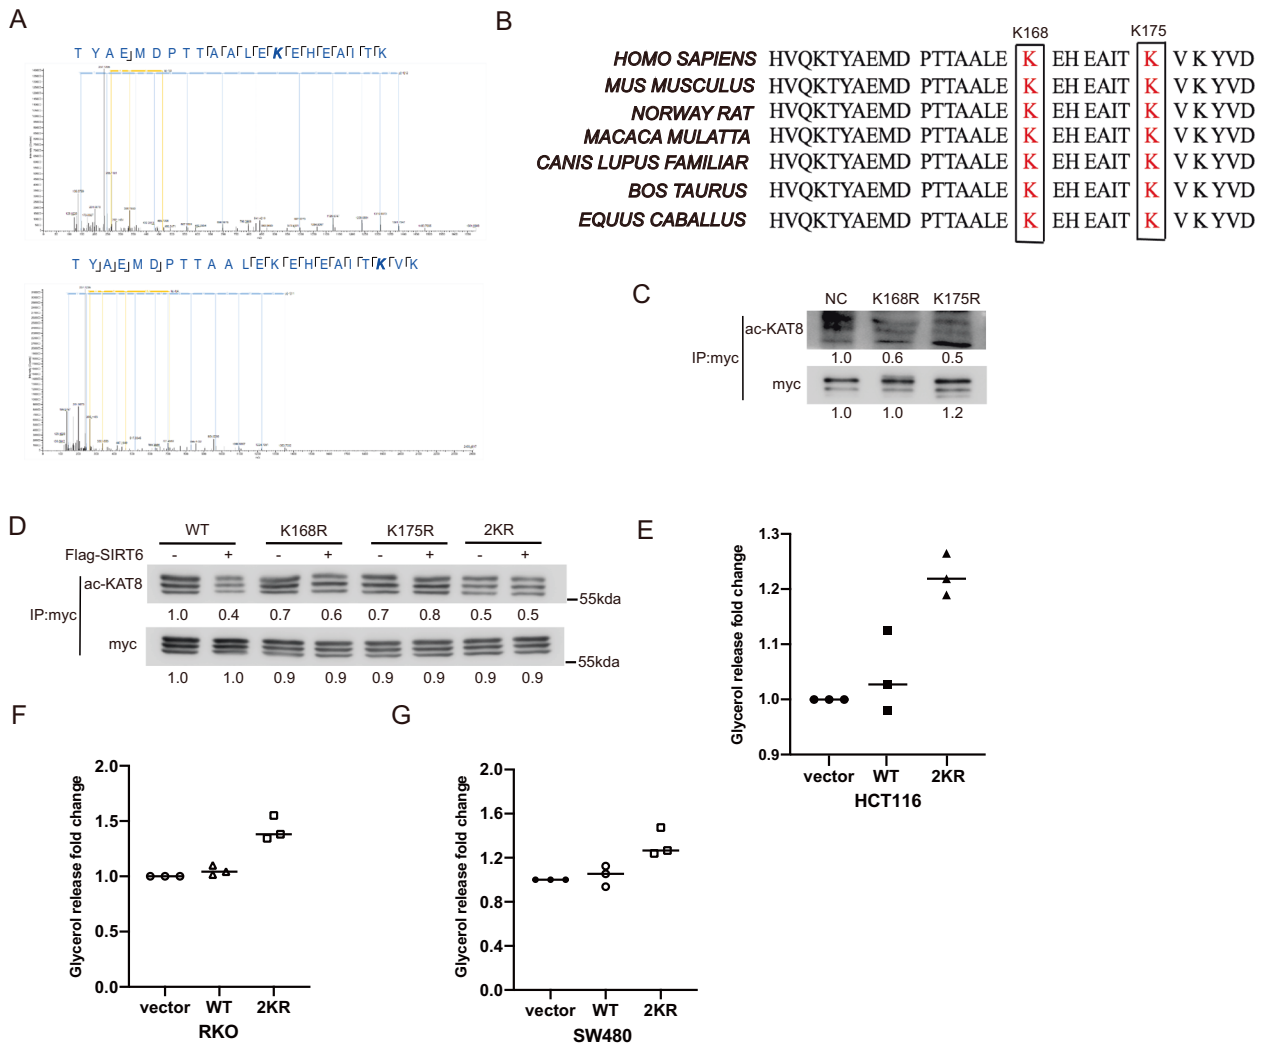 A
T Y A E M D P T T A A L E K E H E A I T K
T Y A E M D P T T A A L E K E H E A I T K V K
B
K168 K175
HOMO SAPIENS HVQKTYAEMD PTTAALE K EH EAIT K V K YVD
MUS MUSCULUS HVQKTYAEMD PTTAALE K EH EAIT K V K YVD
NORWAY RAT HVQKTYAEMD PTTAALE K EH EAIT K V K YVD
MACACA MULATTA HVQKTYAEMD PTTAALE K EH EAIT K V K YVD
CANIS LUPUS FAMILIAR HVQKTYAEMD PTTAALE K EH EAIT K V K YVD
BOS TAURUS HVQKTYAEMD PTTAALE K EH EAIT K V K YVD
EQUUS CABALLUS HVQKTYAEMD PTTAALE K EH EAIT K V K YVD
C
NC K168R K175R
ac-KAT8
1.0 0.6 0.5
IP:myc
myc
1.0 1.0 1.2
D
WT K168R K175R 2KR
Flag-SIRT6 - + - + - + - +
ac-KAT8
55kda
1.0 0.4 0.7 0.6 0.7 0.8 0.5 0.5
IP:myc
myc
55kda
1.0 1.0 0.9 0.9 0.9 0.9 0.9 0.9
E
Glycerol release fold change
1.3
1.2
1.1
1.0
0.9
vector WT 2KR
HCT116
F
Glycerol release fold change
2.0
1.5
1.0
0.5
0.0
vector WT 2KR
RKO
G
Glycerol release fold change
2.0
1.6
1.2
0.8
0.4
0.0
vector WT 2KR
SW480